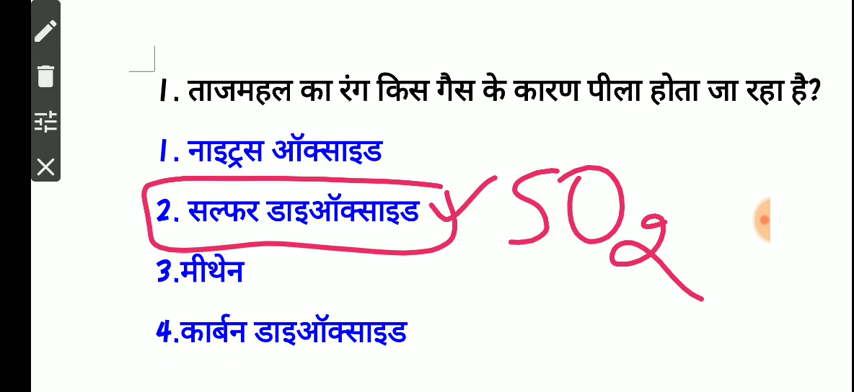 1. ताजमहल का रंग किस गैस के कारण पीला होता जा रहा है?
1. नाइट्रस ऑक्साइड
2. सल्फर डाइऑक्साइड SO2
3.मीथेन
4.कार्बन डाइऑक्साइड